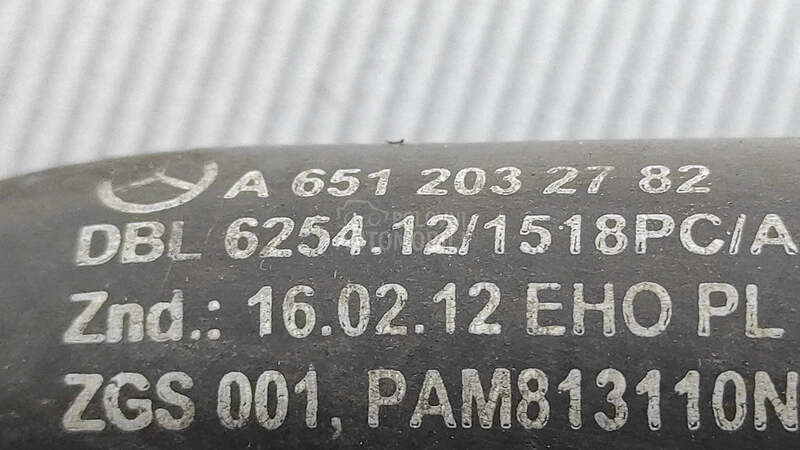 A 651 203 27 82
DBL 6254.12/1518PC/A
Znd.: 16.02.12 EHO PL
ZGS 001, PAM813110N